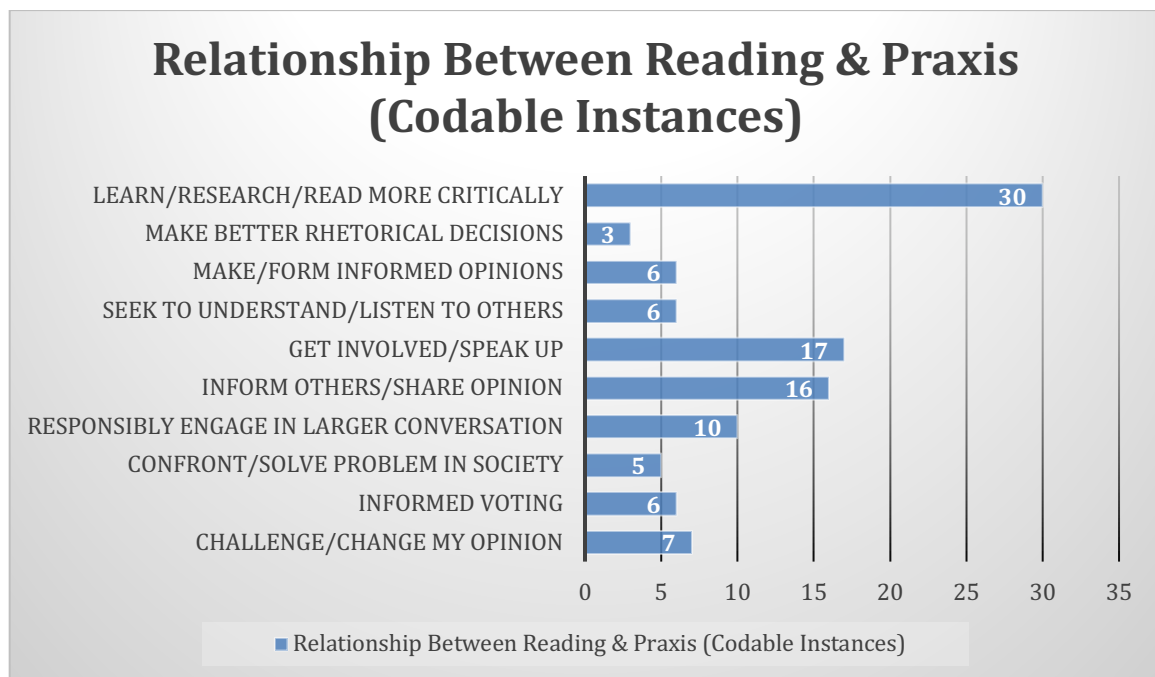 Relationship Between Reading & Praxis
(Codable Instances)
LEARN/RESEARCH/READ MORE CRITICALLY
30
MAKE BETTER RHETORICAL DECISIONS
3
MAKE/FORM INFORMED OPINIONS
6
SEEK TO UNDERSTAND/LISTEN TO OTHERS
6
GET INVOLVED/SPEAK UP
17
INFORM OTHERS/SHARE OPINION
16
RESPONSIBLY ENGAGE IN LARGER CONVERSATION
10
CONFRONT/SOLVE PROBLEM IN SOCIETY
5
INFORMED VOTING
6
CHALLENGE/CHANGE MY OPINION
7
0 5 10 15 20 25 30 35
Relationship Between Reading & Praxis (Codable Instances)